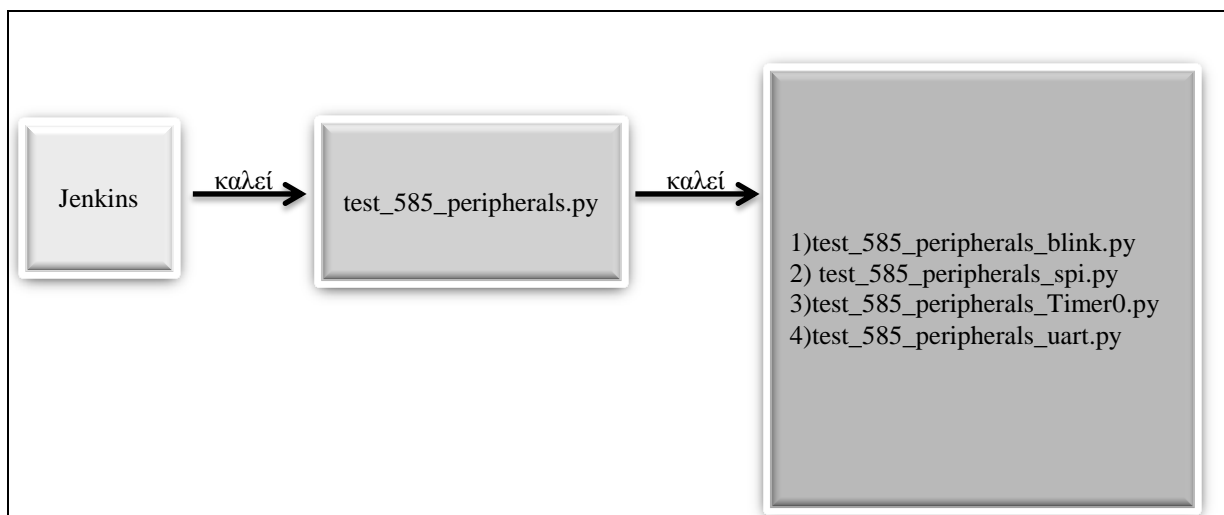 Jenkins
καλεί
test_585_peripherals.py
καλεί
1)test_585_peripherals_blink.py
2) test_585_peripherals_spi.py
3)test_585_peripherals_Timer0.py
4)test_585_peripherals_uart.py